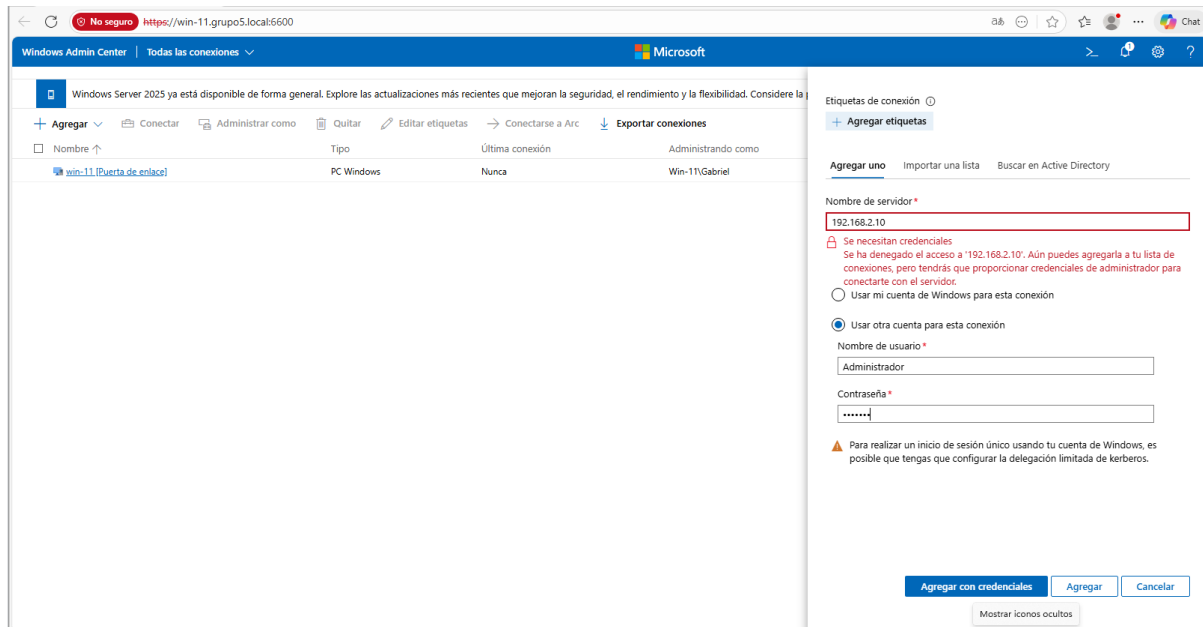 No seguro https://win-11.grupo5.local:6600
Chat
Windows Admin Center | Todas las conexiones
Microsoft
1
Windows Server 2025 ya está disponible de forma general. Explore las actualizaciones más recientes que mejoran la seguridad, el rendimiento y la flexibilidad. Considere la
Agregar Conectar Administrar como Quitar Editar etiquetas Conectarse a Arc Exportar conexiones
Nombre Tipo Última conexión Administrando como
win-11 [Puerta de enlace] PC Windows Nunca Win-11\Gabriel
Etiquetas de conexión
Agregar etiquetas
Agregar uno Importar una lista Buscar en Active Directory
Nombre de servidor*
192.168.2.10
Se necesitan credenciales
Se ha denegado el acceso a '192.168.2.10'. Aún puedes agregarla a tu lista de
conexiones, pero tendrás que proporcionar credenciales de administrador para
conectarte con el servidor.
Usar mi cuenta de Windows para esta conexión
Usar otra cuenta para esta conexión
Nombre de usuario*
Administrador
Contraseña*
•••••••
Para realizar un inicio de sesión único usando tu cuenta de Windows, es
posible que tengas que configurar la delegación limitada de kerberos.
Agregar con credenciales Agregar Cancelar
Mostrar iconos ocultos